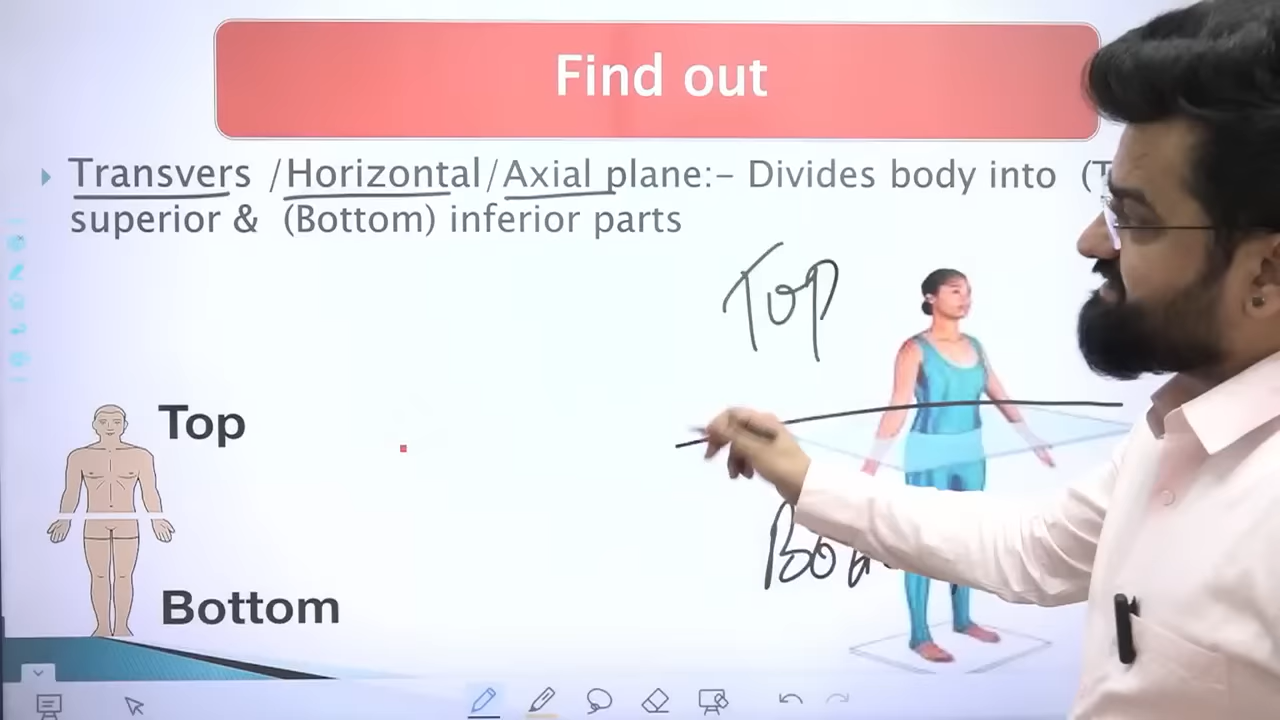 Find out
Transvers /Horizontal/Axial plane:- Divides body into (T
superior & (Bottom) inferior parts
Top
Top
Bottom